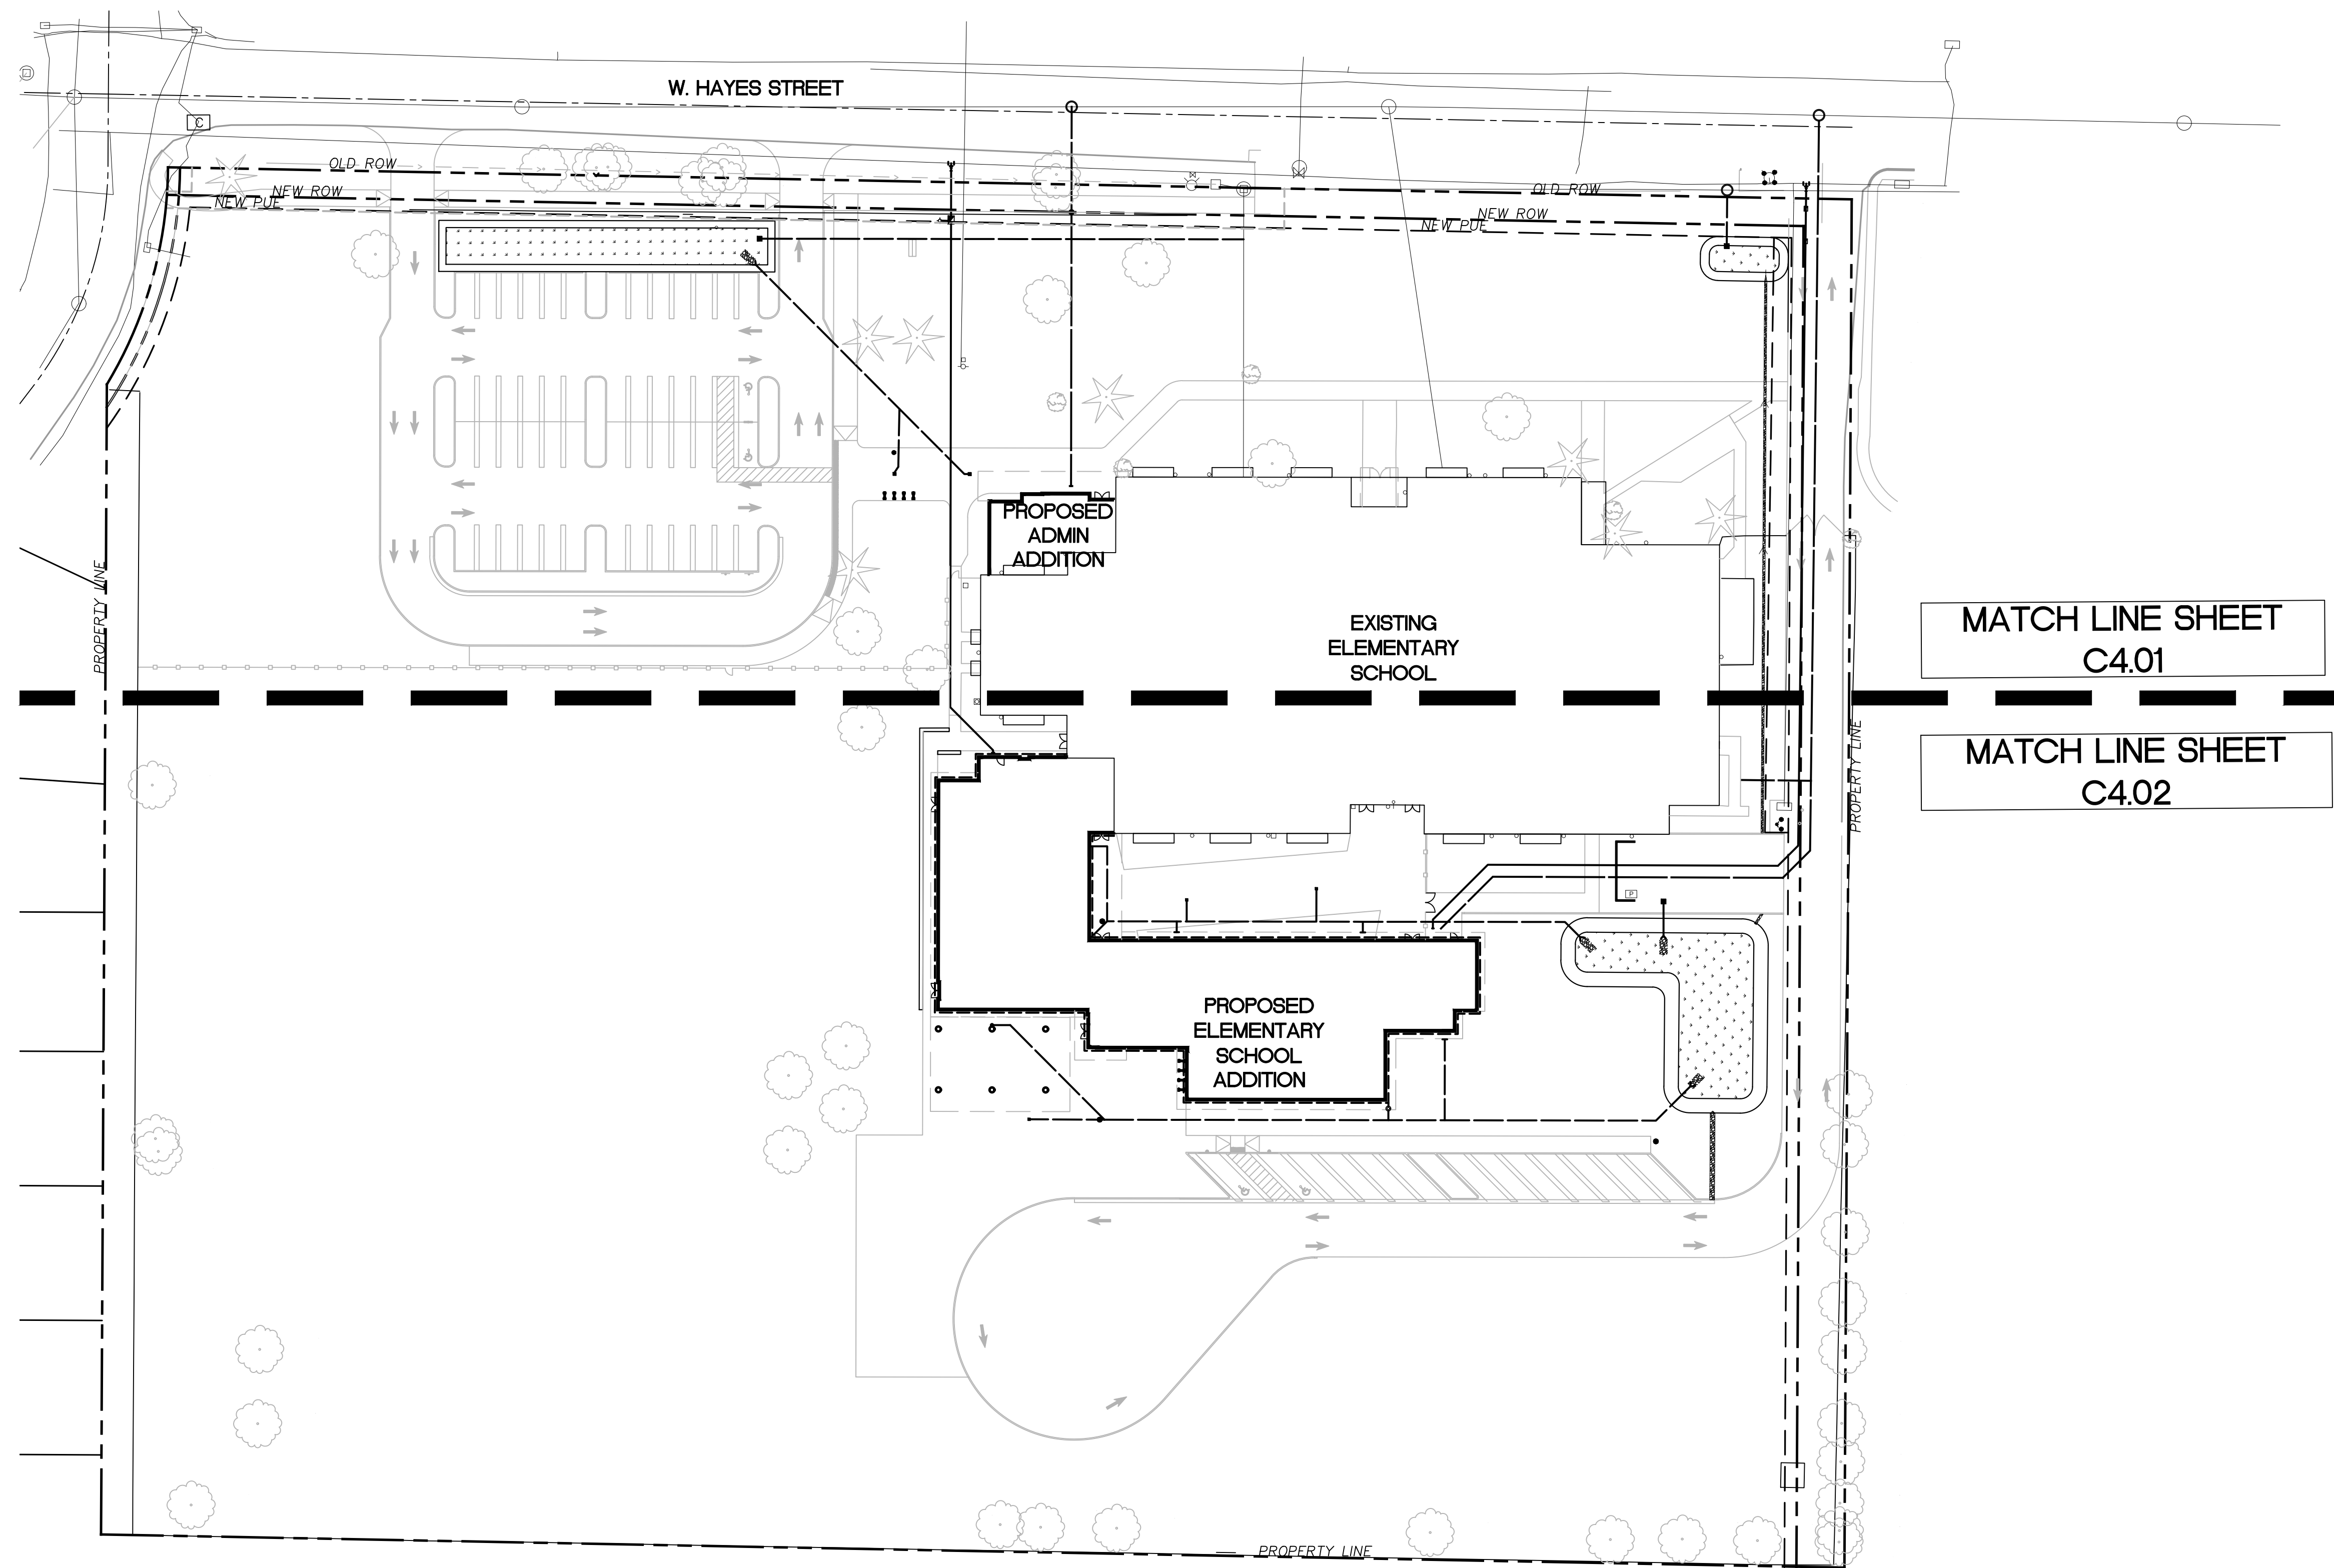 W. HAYES STREET
C
OLD ROW
NEW ROW
NEW PUE
OLD ROW
NEW ROW
NEW PUE
PROPOSED
ADMIN
ADDITION
PROPERTY LINE
EXISTING
ELEMENTARY
SCHOOL
MATCH LINE SHEET
C4.01
MATCH LINE SHEET
C4.02
PROPERTY LINE
P
PROPOSED
ELEMENTARY
SCHOOL
ADDITION
PROPERTY LINE